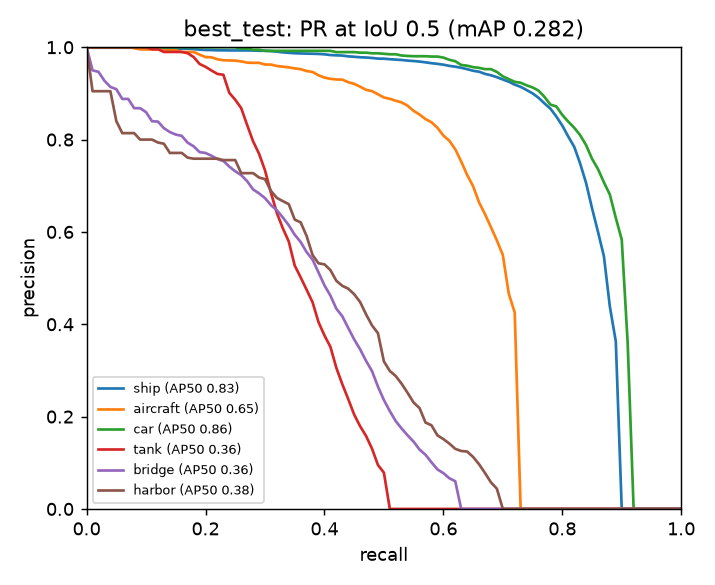 best_test: PR at IoU 0.5 (mAP 0.282)
1.0
0.8
0.6
0.4
0.2
0.0
precision
ship (AP50 0.83)
aircraft (AP50 0.65)
car (AP50 0.86)
tank (AP50 0.36)
bridge (AP50 0.36)
harbor (AP50 0.38)
0.0 0.2 0.4 0.6 0.8 1.0
recall